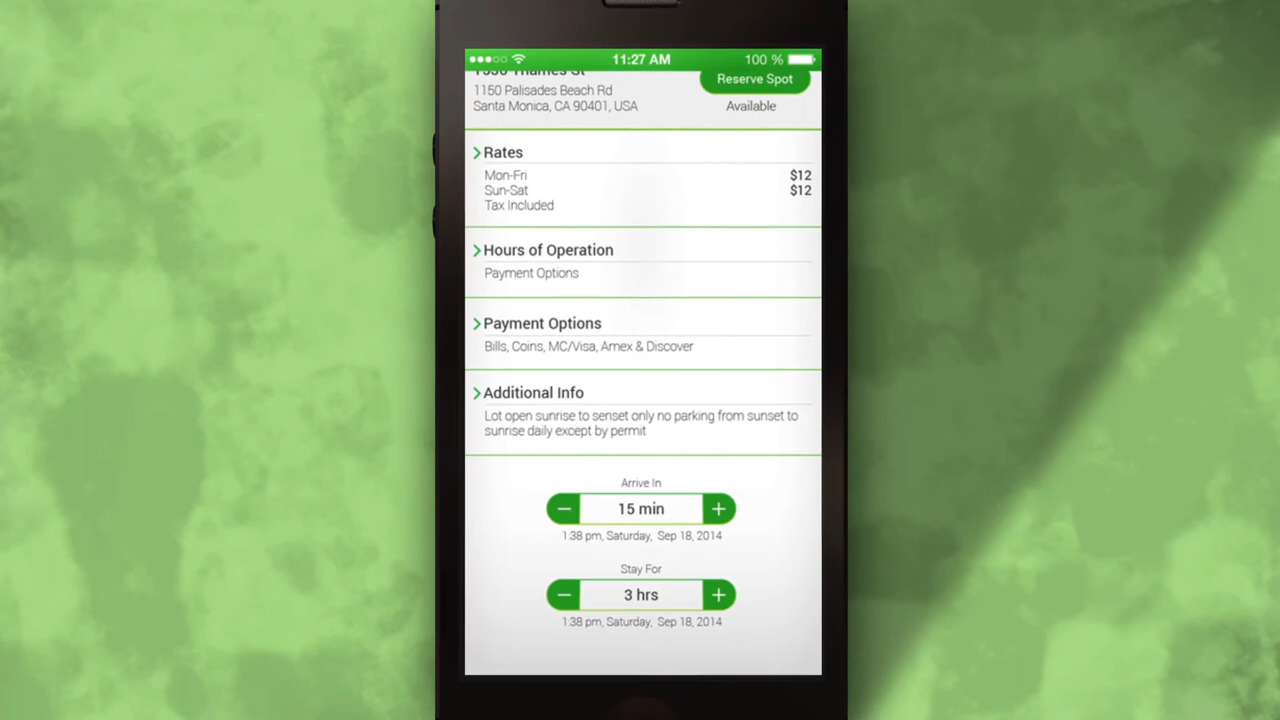 11:27 AM
100 %
1550 Thames St
Reserve Spot
1150 Palisades Beach Rd
Santa Monica, CA 90401, USA
Available
Rates
Mon-Fri $12
Sun-Sat $12
Tax Included
Hours of Operation
Payment Options
Payment Options
Bills, Coins, MC/Visa, Amex & Discover
Additional Info
Lot open sunrise to senset only no parking from sunset to
sunrise daily except by permit
Arrive In
− 15 min +
1:38 pm, Saturday, Sep 18, 2014
Stay For
− 3 hrs +
1:38 pm, Saturday, Sep 18, 2014